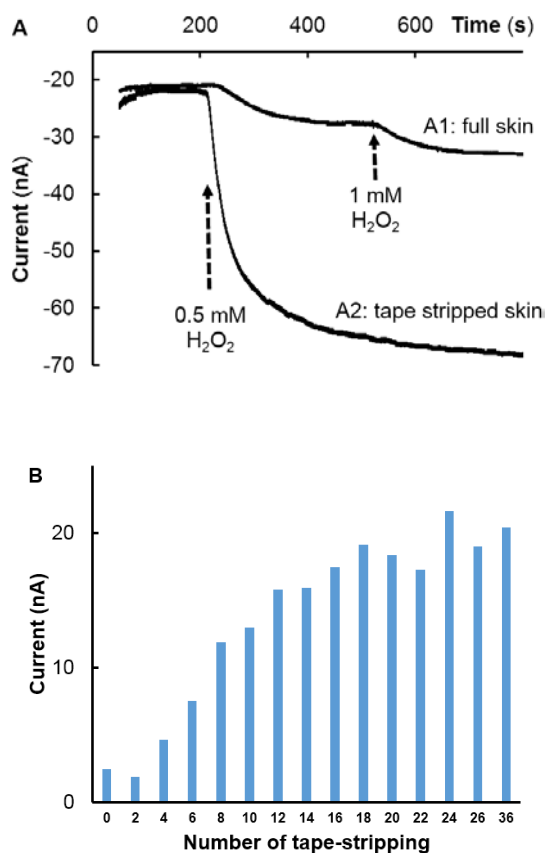 A
0 200 400 600 Time (s)
-15
-20
-30
-40
-50
-60
-70
Current (nA)
A1: full skin
1 mM
H₂O₂
0.5 mM
H₂O₂
A2: tape stripped skin
B
20
10
0
Current (nA)
0 2 4 6 8 10 12 14 16 18 20 22 24 26 36
Number of tape-stripping